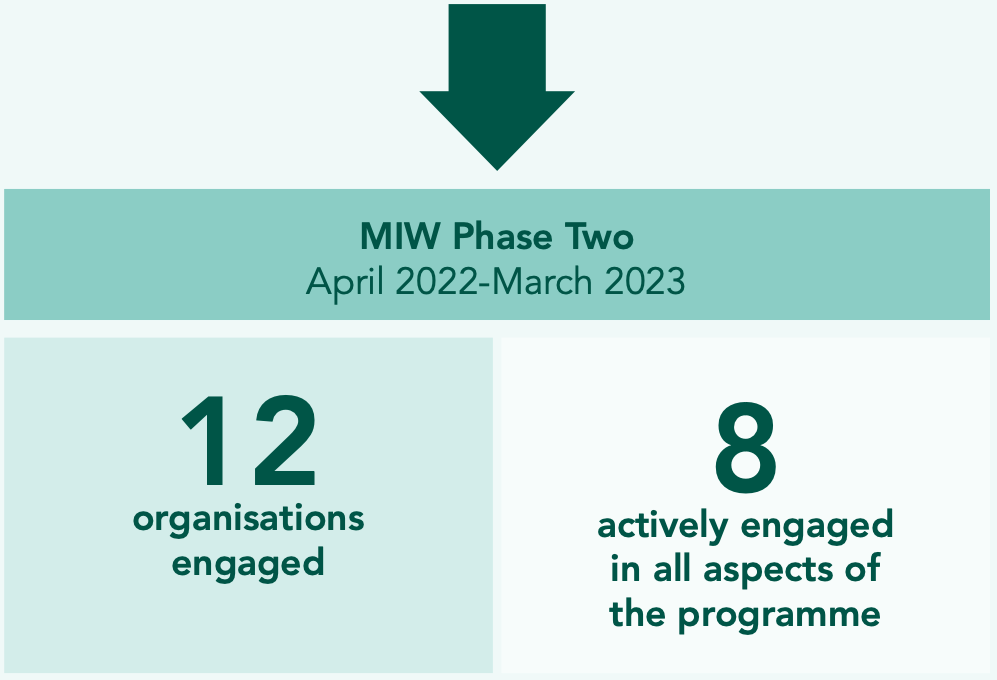 MIW Phase Two
April 2022-March 2023
12
organisations
engaged
8
actively engaged
in all aspects of
the programme